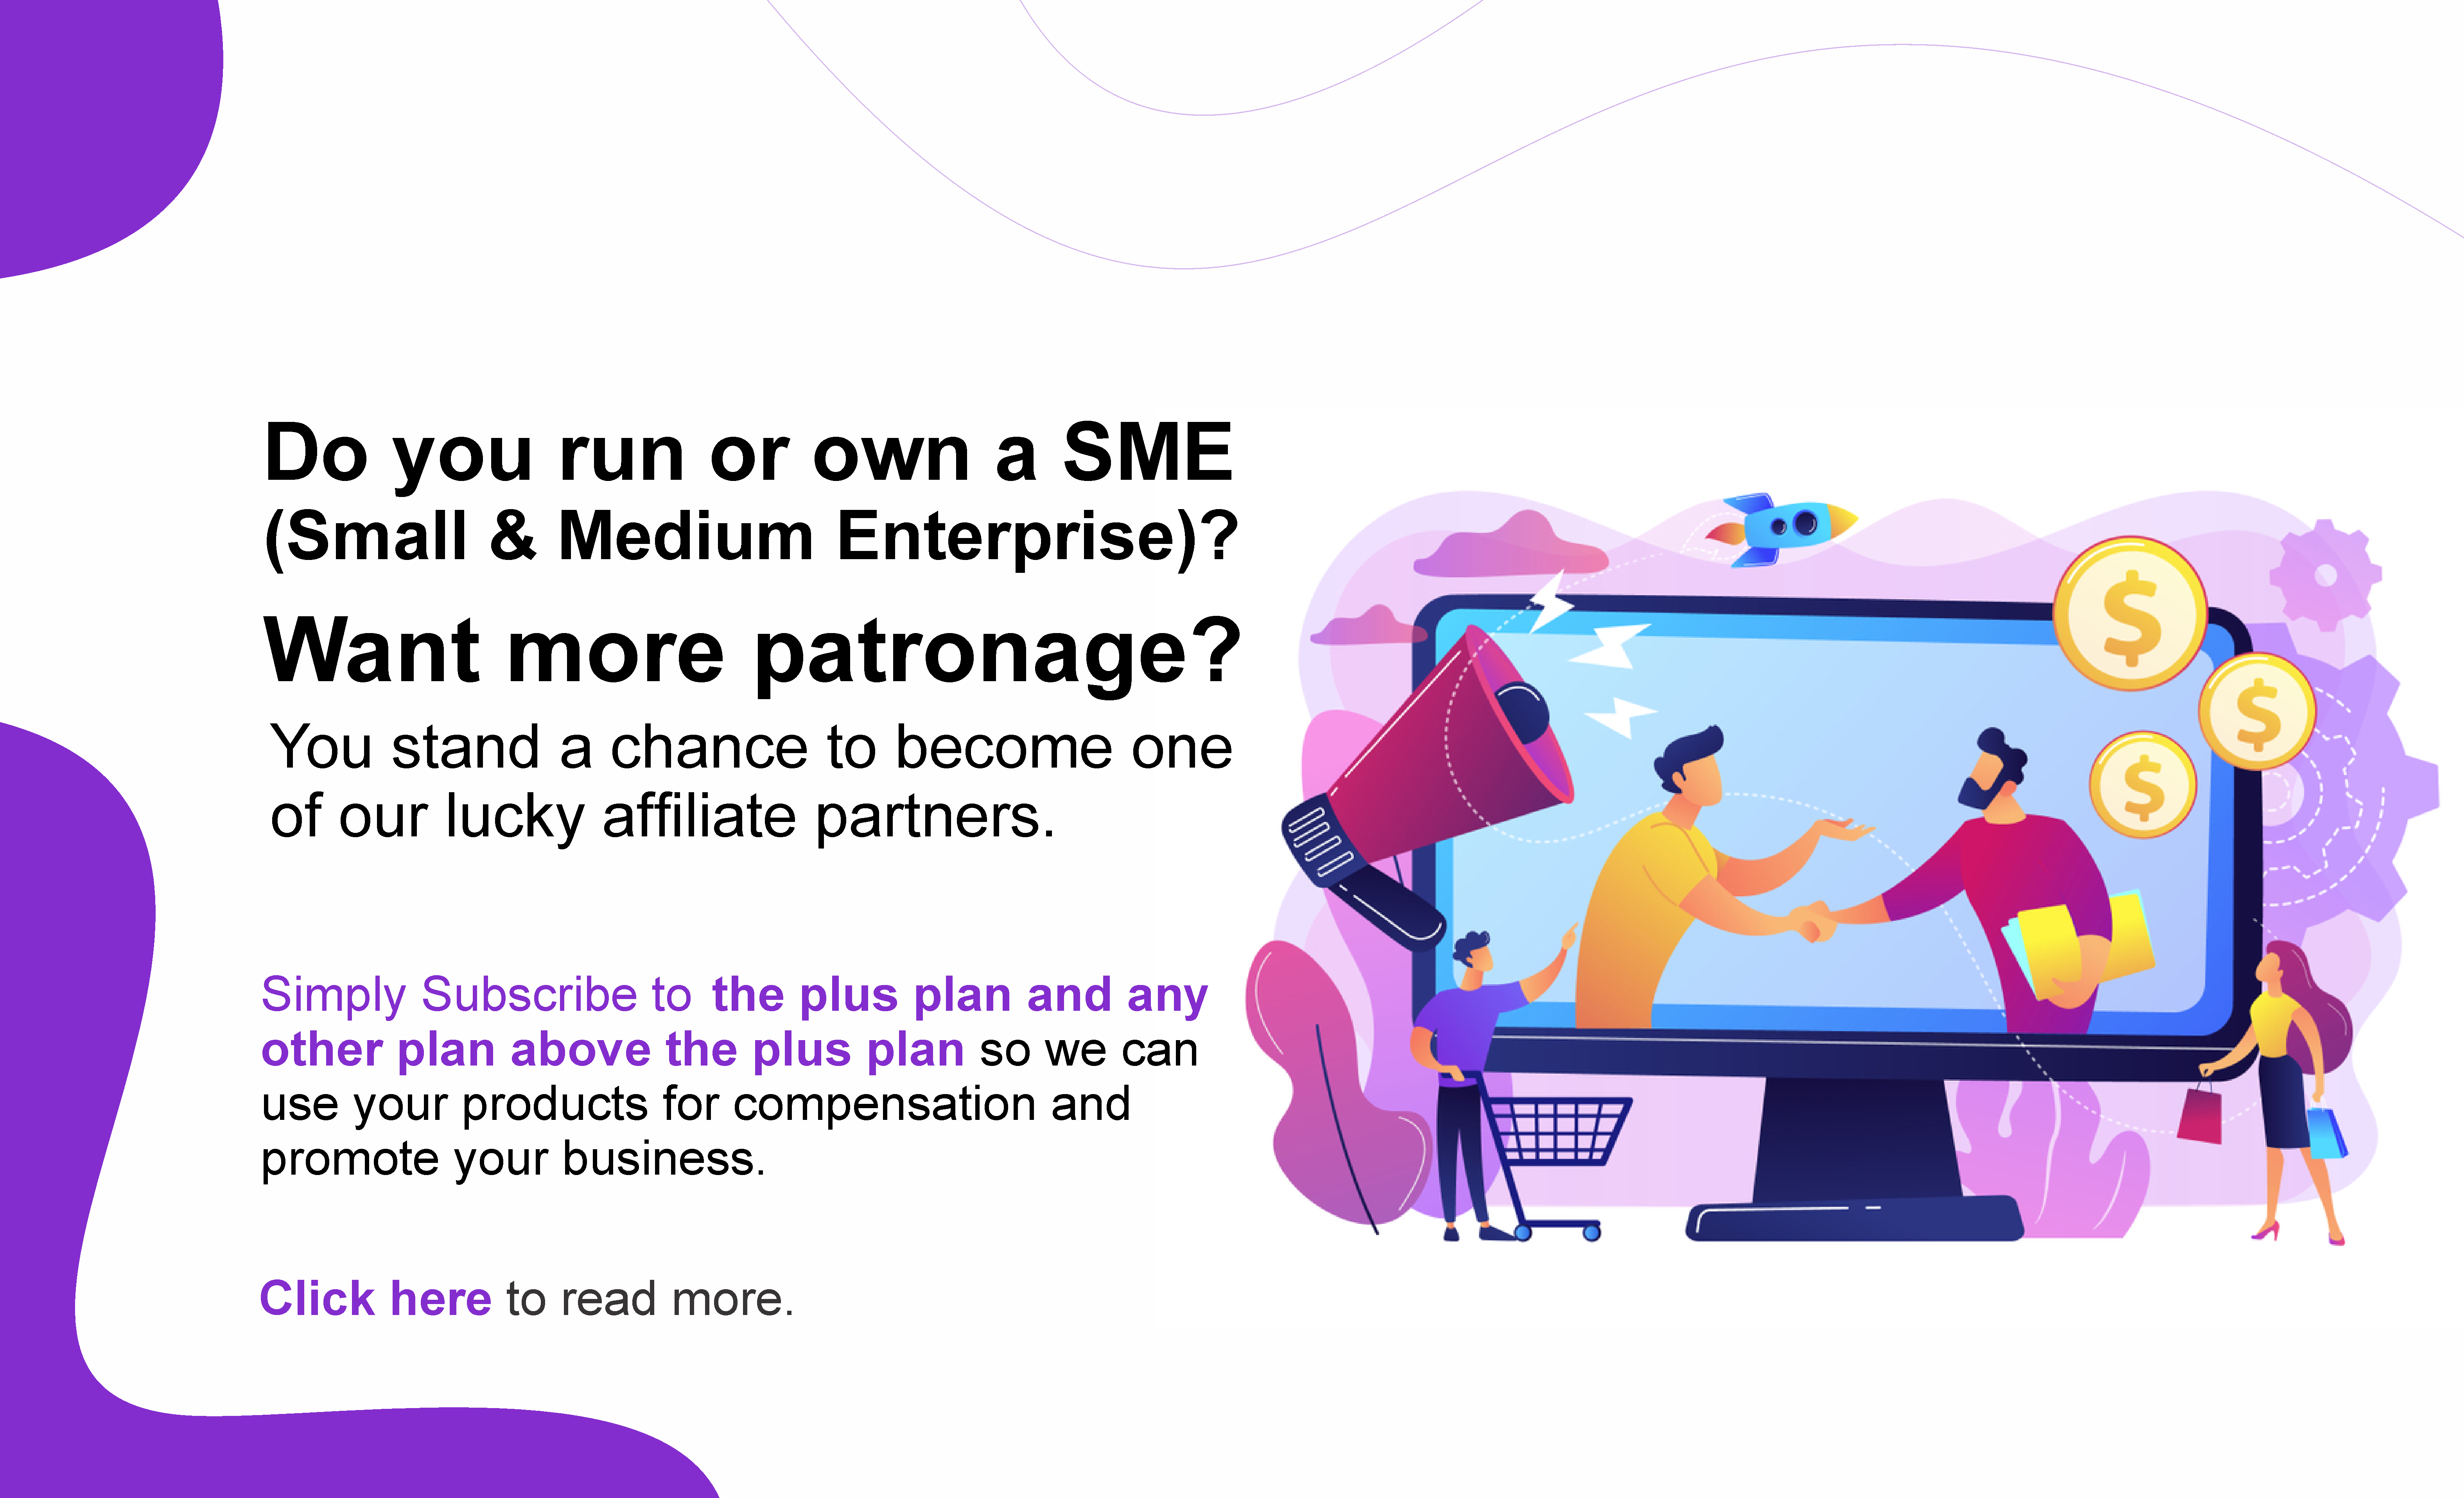 Do you run or own a SME
(Small & Medium Enterprise)?
Want more patronage?
You stand a chance to become one
of our lucky affiliate partners.
Simply Subscribe to the plus plan and any
other plan above the plus plan so we can
use your products for compensation and
promote your business.
Click here to read more.
$
$
$